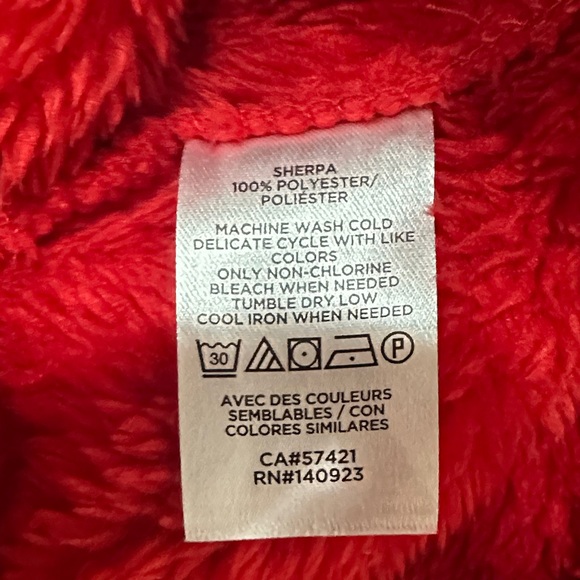 SHERPA
100% POLYESTER/
POLIÉSTER
MACHINE WASH COLD
DELICATE CYCLE WITH LIKE
COLORS
ONLY NON-CHLORINE
BLEACH WHEN NEEDED
TUMBLE DRY LOW
COOL IRON WHEN NEEDED
30 P
AVEC DES COULEURS
SEMBLABLES / CON
COLORES SIMILARES
CA#57421
RN#140923